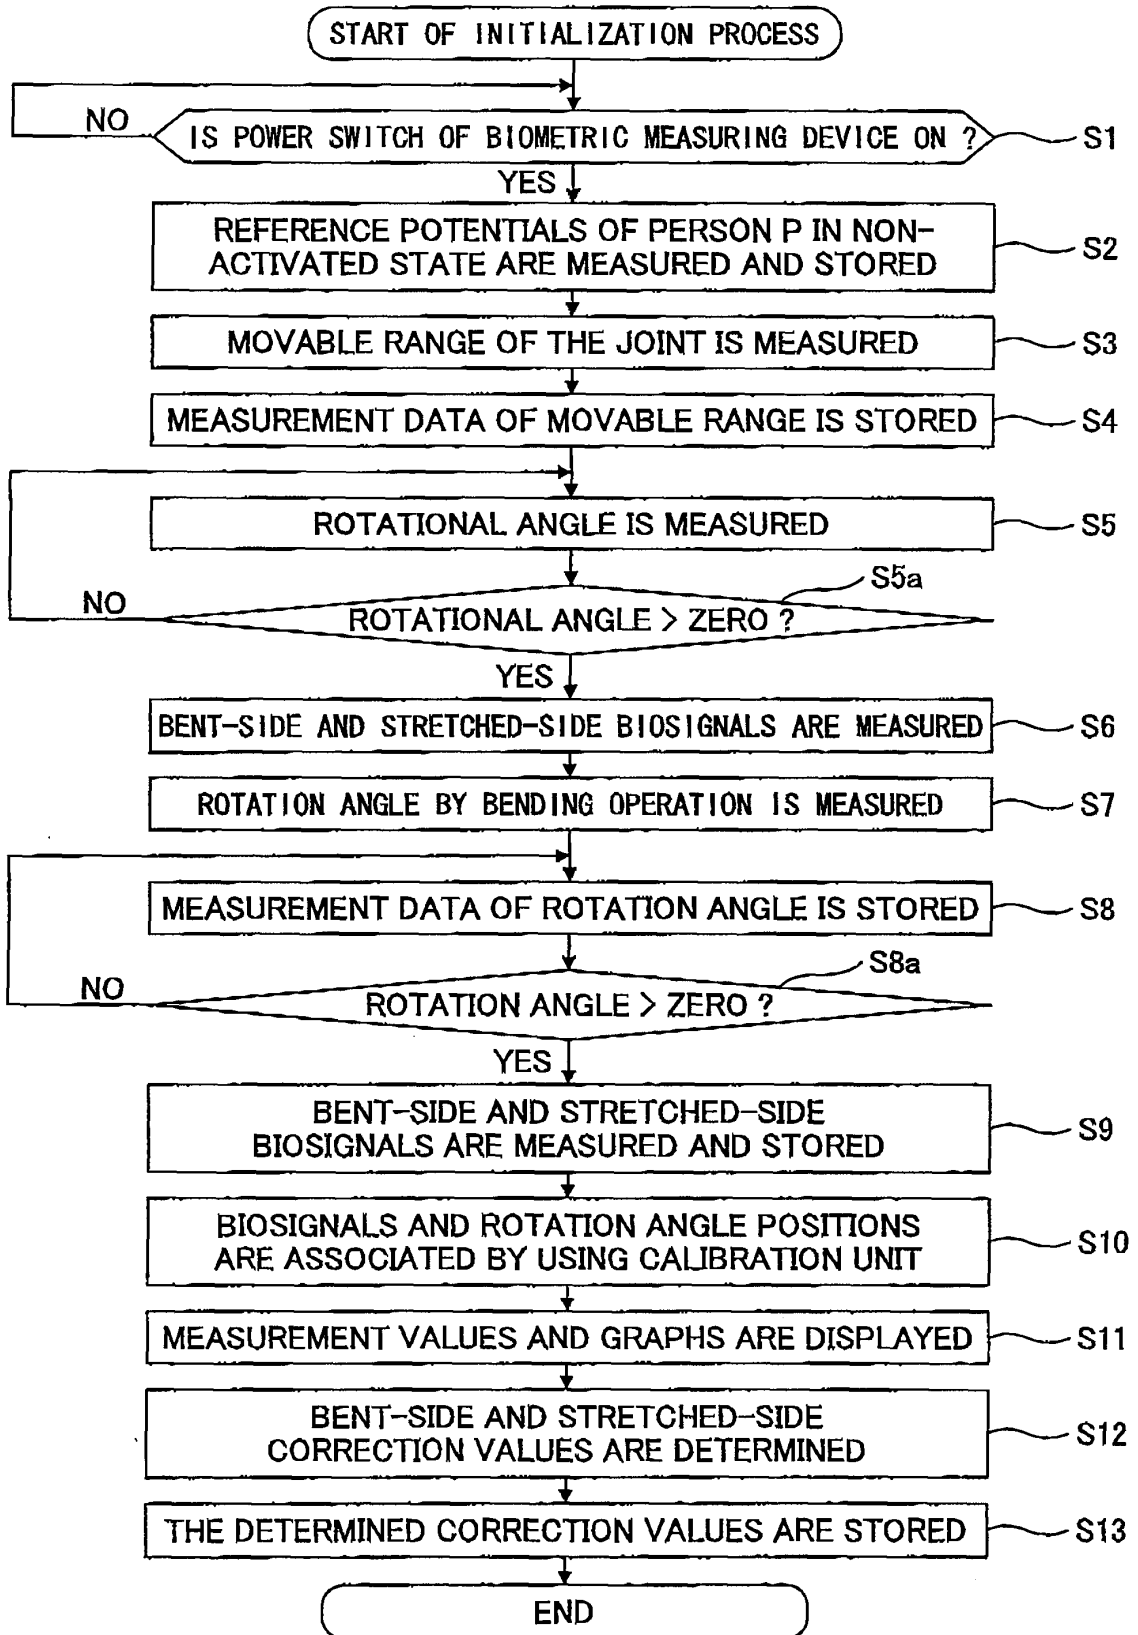 START OF INITIALIZATION PROCESS
NO
IS POWER SWITCH OF BIOMETRIC MEASURING DEVICE ON ?
S1
YES
REFERENCE POTENTIALS OF PERSON P IN NON-
ACTIVATED STATE ARE MEASURED AND STORED
S2
MOVABLE RANGE OF THE JOINT IS MEASURED
S3
MEASUREMENT DATA OF MOVABLE RANGE IS STORED
S4
ROTATIONAL ANGLE IS MEASURED
S5
S5a
NO
ROTATIONAL ANGLE > ZERO ?
YES
BENT-SIDE AND STRETCHED-SIDE BIOSIGNALS ARE MEASURED
S6
ROTATION ANGLE BY BENDING OPERATION IS MEASURED
S7
MEASUREMENT DATA OF ROTATION ANGLE IS STORED
S8
S8a
NO
ROTATION ANGLE > ZERO ?
YES
BENT-SIDE AND STRETCHED-SIDE
BIOSIGNALS ARE MEASURED AND STORED
S9
BIOSIGNALS AND ROTATION ANGLE POSITIONS
ARE ASSOCIATED BY USING CALIBRATION UNIT
S10
MEASUREMENT VALUES AND GRAPHS ARE DISPLAYED
S11
BENT-SIDE AND STRETCHED-SIDE
CORRECTION VALUES ARE DETERMINED
S12
THE DETERMINED CORRECTION VALUES ARE STORED
S13
END